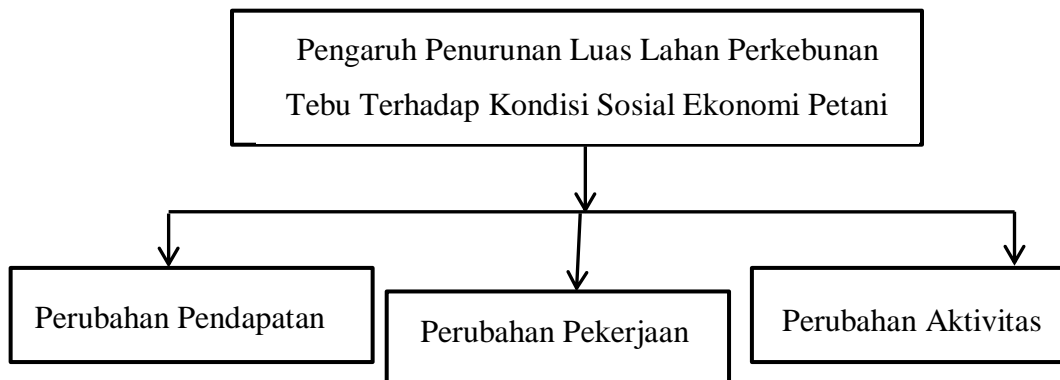 Pengaruh Penurunan Luas Lahan Perkebunan
Tebu Terhadap Kondisi Sosial Ekonomi Petani
Perubahan Pendapatan
Perubahan Pekerjaan
Perubahan Aktivitas